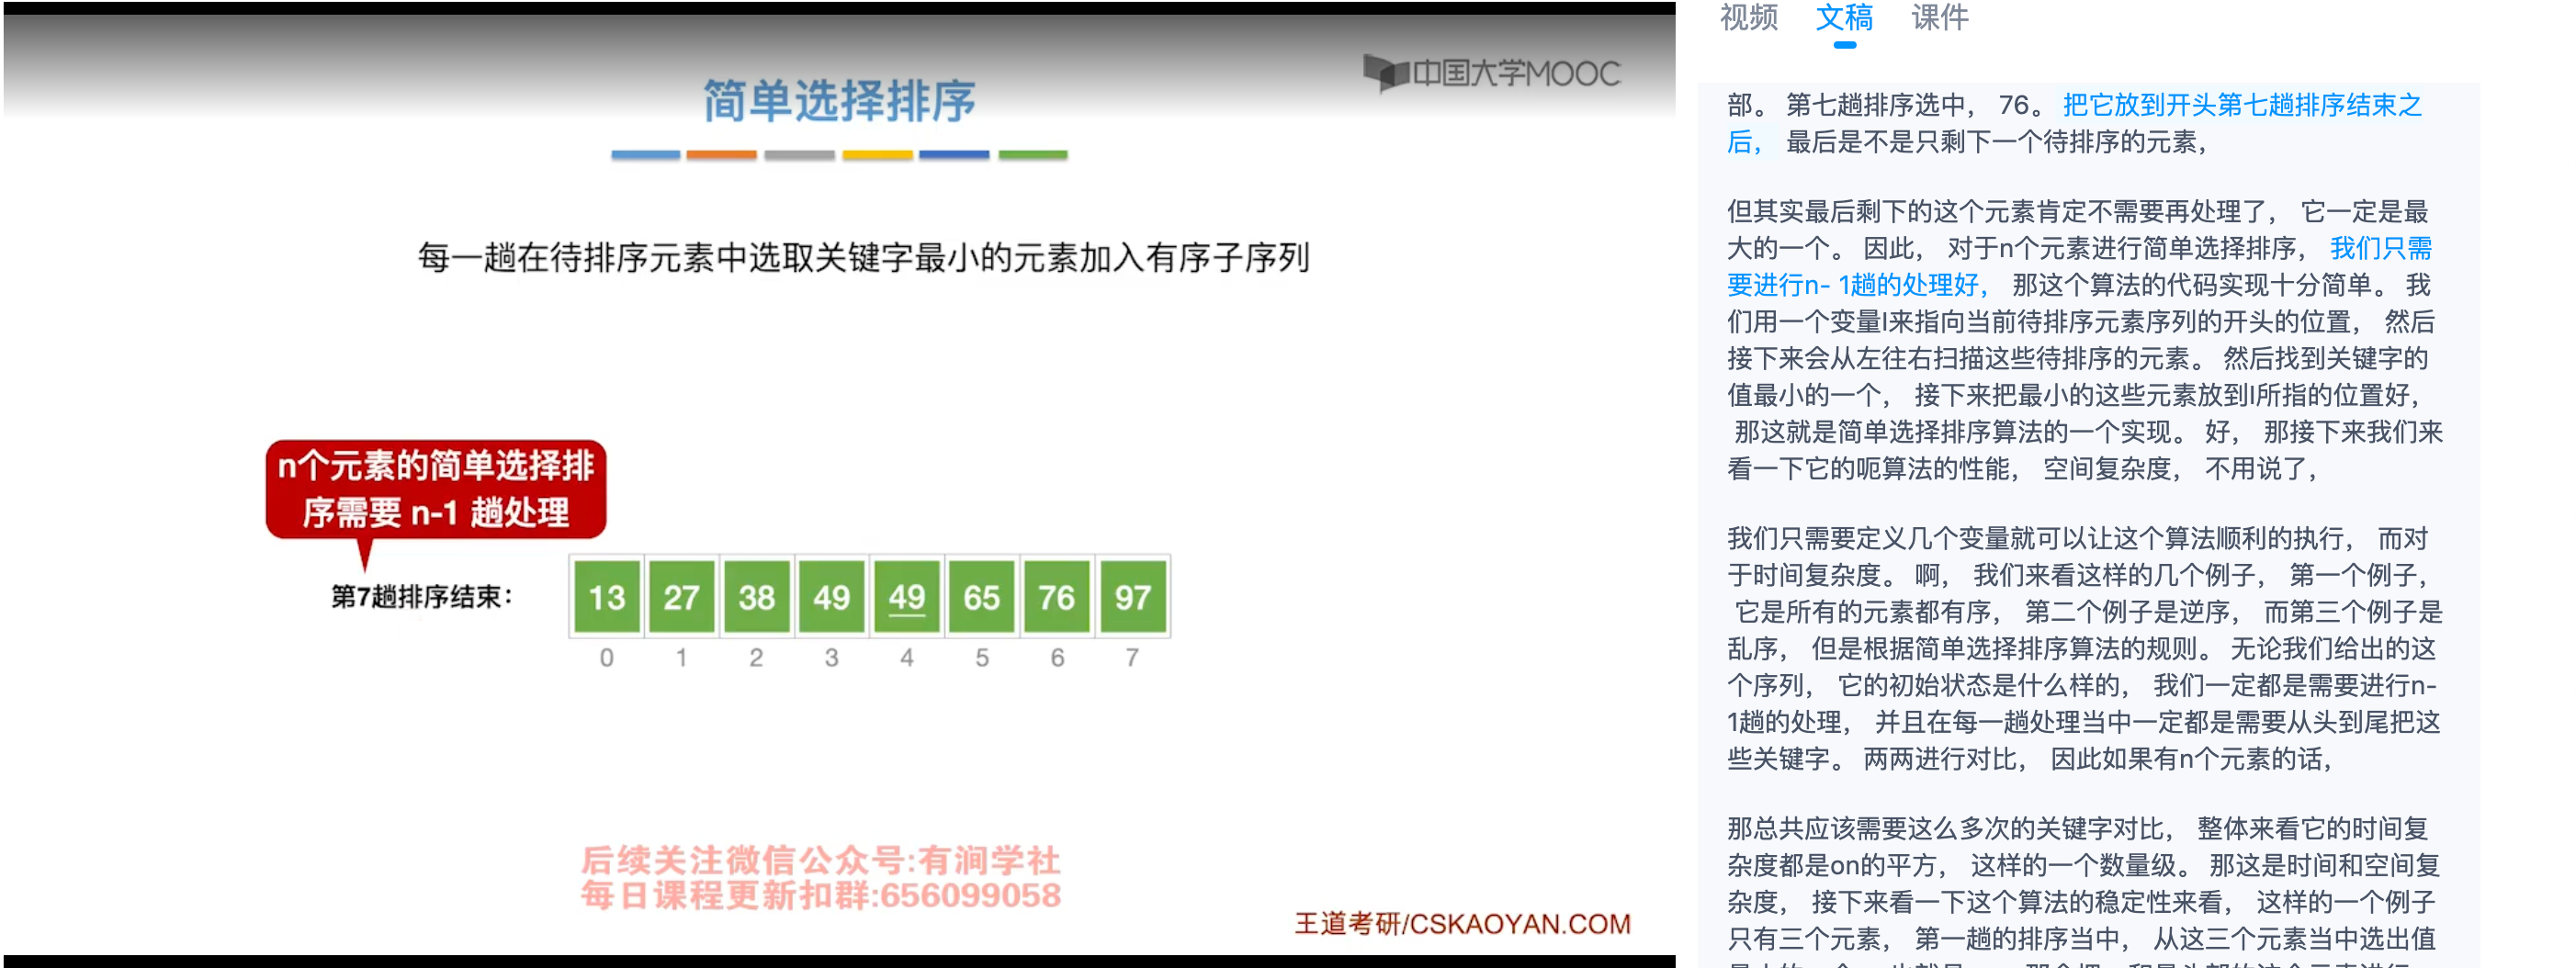 中国大学MOOC
简单选择排序
每一趟在待排序元素中选取关键字最小的元素加入有序子序列
n个元素的简单选择排
序需要 n-1 趟处理
第7趟排序结束：
13 27 38 49 49 65 76 97
0 1 2 3 4 5 6 7
后续关注微信公众号:有涧学社
每日课程更新扣群:656099058
王道考研/CSKAOYAN.COM
视频 文稿 课件
部。 第七趟排序选中， 76。 把它放到开头第七趟排序结束之
后， 最后是不是只剩下一个待排序的元素，
但其实最后剩下的这个元素肯定不需要再处理了， 它一定是最
大的一个。 因此， 对于n个元素进行简单选择排序， 我们只需
要进行n- 1趟的处理好， 那这个算法的代码实现十分简单。 我
们用一个变量I来指向当前待排序元素序列的开头的位置， 然后
接下来会从左往右扫描这些待排序的元素。 然后找到关键字的
值最小的一个， 接下来把最小的这些元素放到I所指的位置好，
那这就是简单选择排序算法的一个实现。 好， 那接下来我们来
看一下它的呃算法的性能， 空间复杂度， 不用说了，
我们只需要定义几个变量就可以让这个算法顺利的执行， 而对
于时间复杂度。 啊， 我们来看这样的几个例子， 第一个例子，
它是所有的元素都有序， 第二个例子是逆序， 而第三个例子是
乱序， 但是根据简单选择排序算法的规则。 无论我们给出的这
个序列， 它的初始状态是什么样的， 我们一定都是需要进行n-
1趟的处理， 并且在每一趟处理当中一定都是需要从头到尾把这
些关键字。 两两进行对比， 因此如果有n个元素的话，
那总共应该需要这么多次的关键字对比， 整体来看它的时间复
杂度都是on的平方， 这样的一个数量级。 那这是时间和空间复
杂度， 接下来看一下这个算法的稳定性来看， 这样的一个例子
只有三个元素， 第一趟的排序当中， 从这三个元素当中选出值